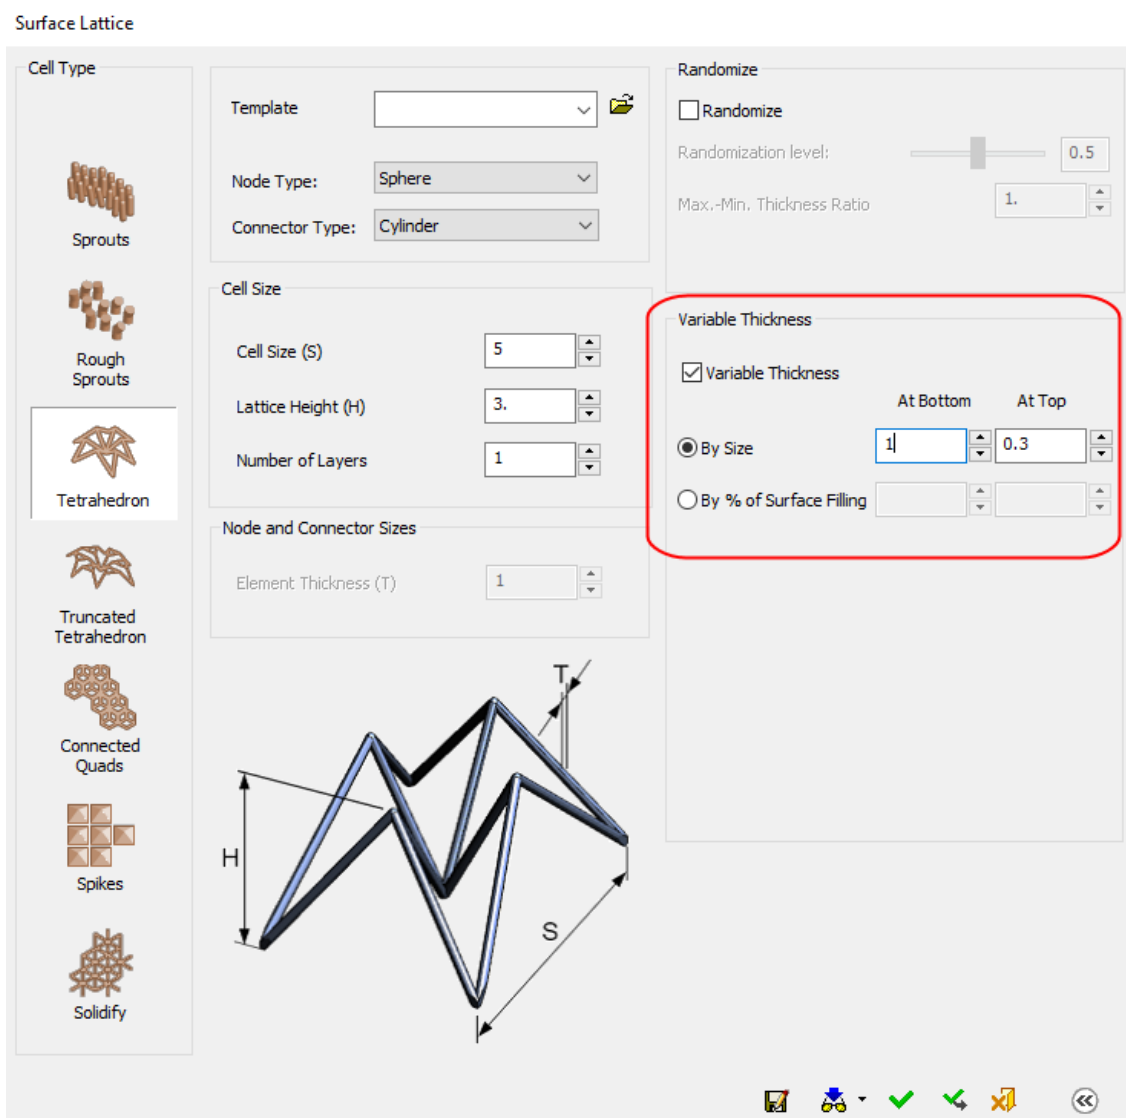 Surface Lattice
Cell Type
Sprouts
Rough
Sprouts
Tetrahedron
Truncated
Tetrahedron
Connected
Quads
Spikes
Solidify
Template
Node Type: Sphere
Connector Type: Cylinder
Cell Size
Cell Size (S) 5
Lattice Height (H) 3.
Number of Layers 1
Node and Connector Sizes
Element Thickness (T) 1
T
H
S
Randomize
Randomize
Randomization level: 0.5
Max.-Min. Thickness Ratio 1.
Variable Thickness
Variable Thickness
At Bottom At Top
By Size 1 0.3
By % of Surface Filling